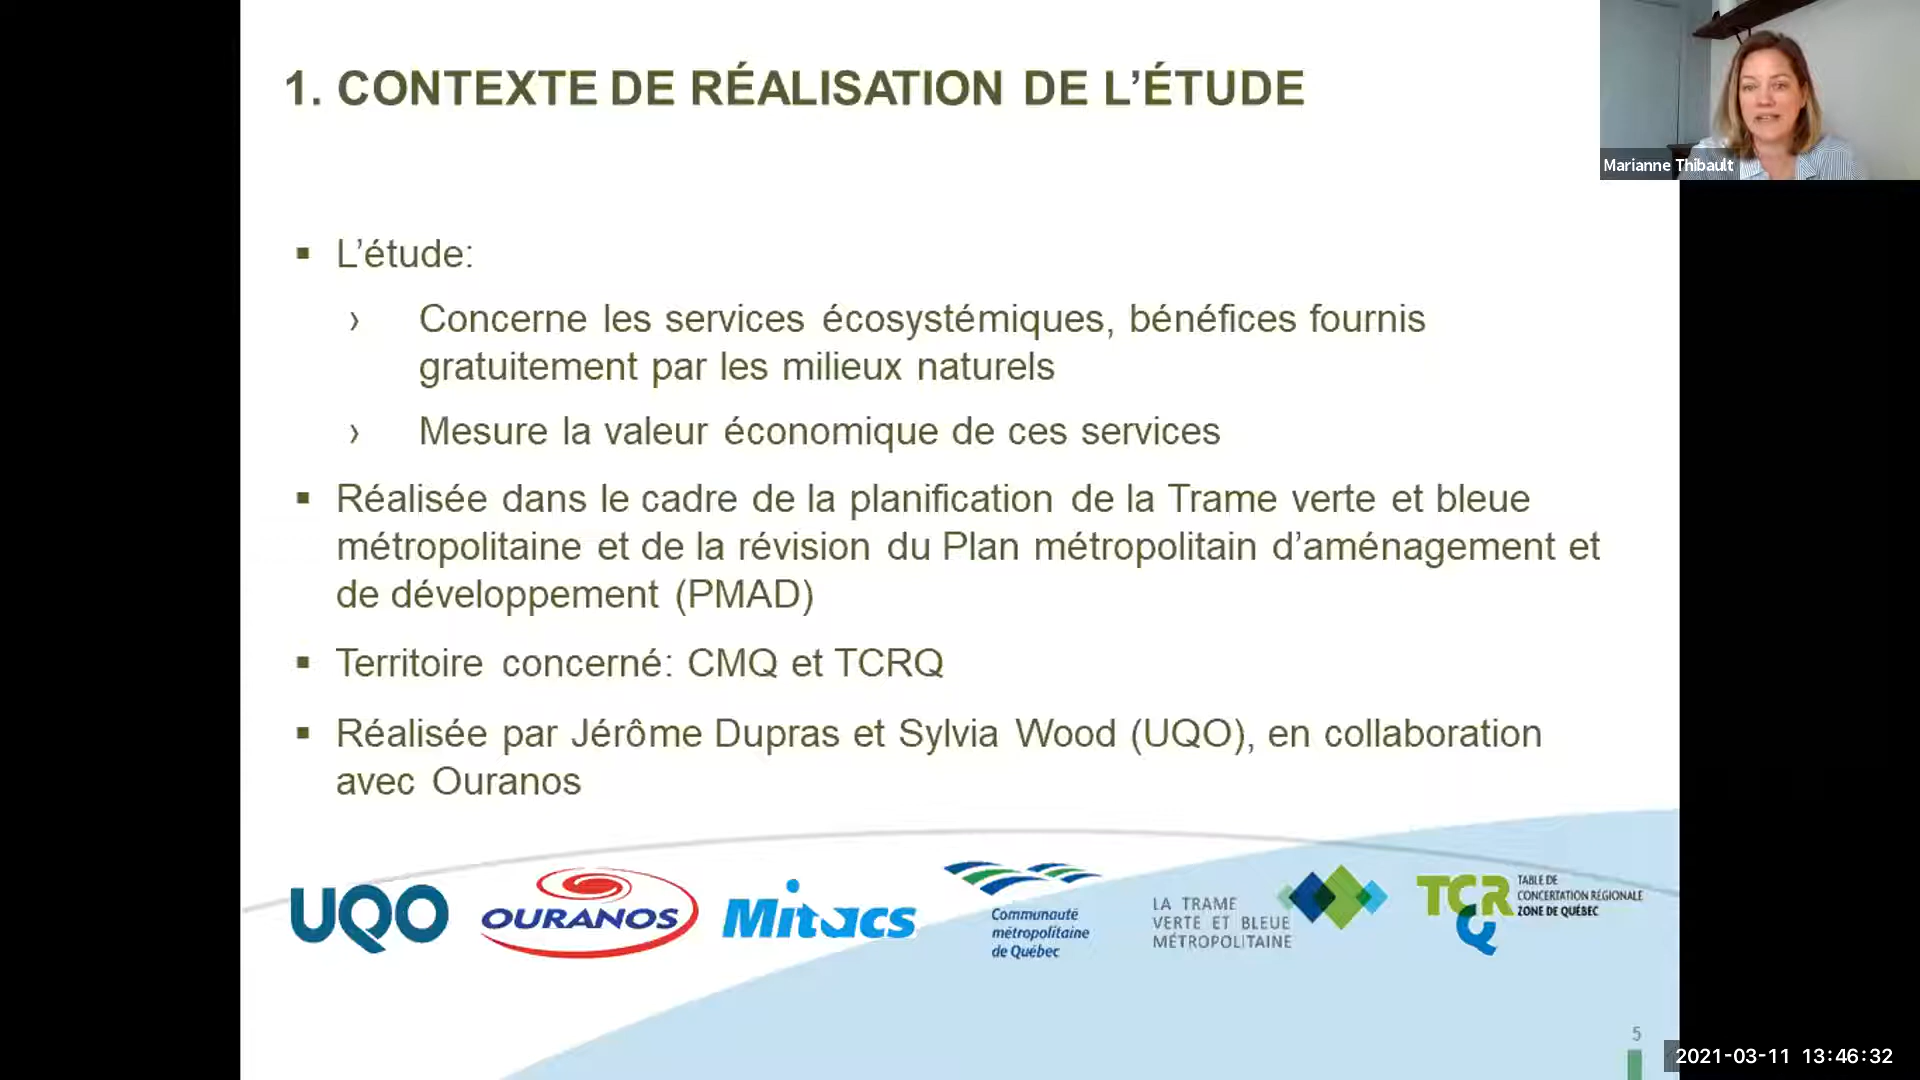 1. CONTEXTE DE RÉALISATION DE L'ÉTUDE
Marianne Thibault
▪ L'étude:
› Concerne les services écosystémiques, bénéfices fournis
gratuitement par les milieux naturels
› Mesure la valeur économique de ces services
▪ Réalisée dans le cadre de la planification de la Trame verte et bleue
métropolitaine et de la révision du Plan métropolitain d'aménagement et
de développement (PMAD)
▪ Territoire concerné: CMQ et TCRQ
▪ Réalisée par Jérôme Dupras et Sylvia Wood (UQO), en collaboration
avec Ouranos
UQO
OURANOS
Mitacs
Communauté
métropolitaine
de Québec
LA TRAME
VERTE ET BLEUE
MÉTROPOLITAINE
TCRQ
TABLE DE
CONCERTATION RÉGIONALE
ZONE DE QUÉBEC
5
2021-03-11 13:46:32